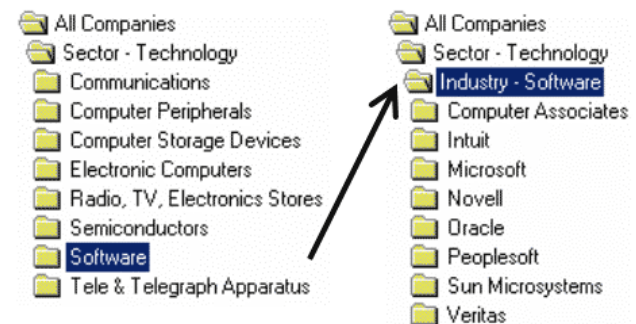 All Companies
Sector - Technology
Communications
Computer Peripherals
Computer Storage Devices
Electronic Computers
Radio, TV, Electronics Stores
Semiconductors
Software
Tele & Telegraph Apparatus
All Companies
Sector - Technology
Industry - Software
Computer Associates
Intuit
Microsoft
Novell
Oracle
Peoplesoft
Sun Microsystems
Veritas